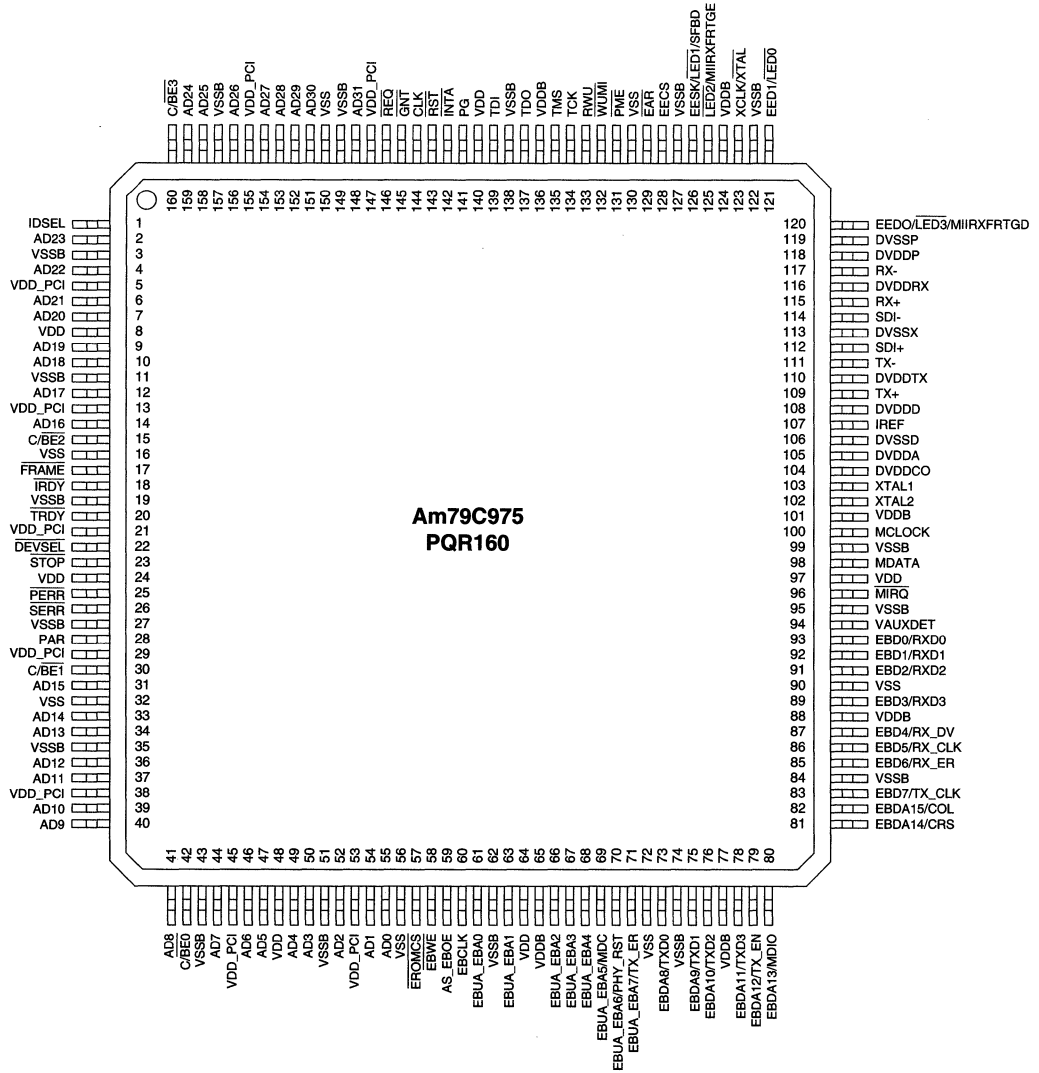 C/BE3
AD24
AD25
VSSB
AD26
VDD_PCI
AD27
AD28
AD29
AD30
VSS
VSSB
AD31
VDD_PCI
REQ
GNT
CLK
RST
INTA
PG
VDD
TDI
VSSB
TDO
VDDB
TMS
TCK
RWU
WUMI
PME
VSS
EAR
EECS
VSSB
EESK/LED1/SFBD
LED2/MIIRXFRTGE
VDDB
XCLK/XTAL
VSSB
EED1/LED0
160
159
158
157
156
155
154
153
152
151
150
149
148
147
146
145
144
143
142
141
140
139
138
137
136
135
134
133
132
131
130
129
128
127
126
125
124
123
122
121
IDSEL 1
AD23 2
VSSB 3
AD22 4
VDD_PCI 5
AD21 6
AD20 7
VDD 8
AD19 9
AD18 10
VSSB 11
AD17 12
VDD_PCI 13
AD16 14
C/BE2 15
VSS 16
FRAME 17
IRDY 18
VSSB 19
TRDY 20
VDD_PCI 21
DEVSEL 22
STOP 23
VDD 24
PERR 25
SERR 26
VSSB 27
PAR 28
VDD_PCI 29
C/BE1 30
AD15 31
VSS 32
AD14 33
AD13 34
VSSB 35
AD12 36
AD11 37
VDD_PCI 38
AD10 39
AD9 40
Am79C975
PQR160
120 EEDO/LED3/MIIRXFRTGD
119 DVSSP
118 DVDDP
117 RX-
116 DVDDRX
115 RX+
114 SDI-
113 DVSSX
112 SDI+
111 TX-
110 DVDDTX
109 TX+
108 DVDDD
107 IREF
106 DVSSD
105 DVDDA
104 DVDDCO
103 XTAL1
102 XTAL2
101 VDDB
100 MCLOCK
99 VSSB
98 MDATA
97 VDD
96 MIRQ
95 VSSB
94 VAUXDET
93 EBD0/RXD0
92 EBD1/RXD1
91 EBD2/RXD2
90 VSS
89 EBD3/RXD3
88 VDDB
87 EBD4/RX_DV
86 EBD5/RX_CLK
85 EBD6/RX_ER
84 VSSB
83 EBD7/TX_CLK
82 EBDA15/COL
81 EBDA14/CRS
41
42
43
44
45
46
47
48
49
50
51
52
53
54
55
56
57
58
59
60
61
62
63
64
65
66
67
68
69
70
71
72
73
74
75
76
77
78
79
80
AD8
C/BE0
VSSB
AD7
VDD_PCI
AD6
AD5
VDD
AD4
AD3
VSSB
AD2
VDD_PCI
AD1
AD0
VSS
EROMCS
EBWE
AS_EBOE
EBCLK
EBUA_EBA0
VSSB
EBUA_EBA1
VDD
VDDB
EBUA_EBA2
EBUA_EBA3
EBUA_EBA4
EBUA_EBA5/MDC
EBUA_EBA6/PHY_RST
EBUA_EBA7/TX_ER
VSS
EBDA8/TXD0
VSSB
EBDA9/TXD1
EBDA10/TXD2
VDDB
EBDA11/TXD3
EBDA12/TX_EN
EBDA13/MDIO